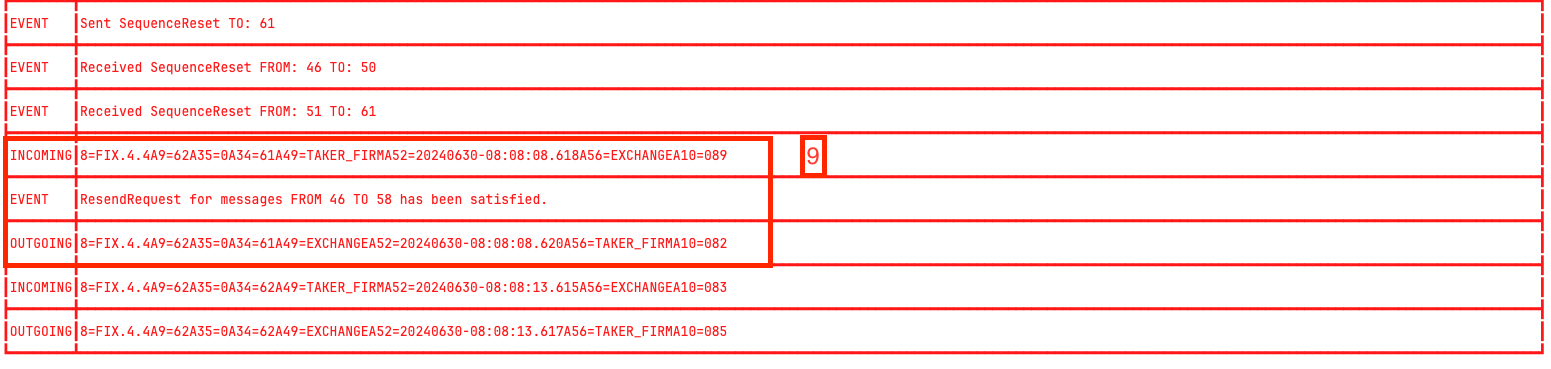 EVENT Sent SequenceReset TO: 61
EVENT Received SequenceReset FROM: 46 TO: 50
EVENT Received SequenceReset FROM: 51 TO: 61
INCOMING 8=FIX.4.4A9=62A35=0A34=61A49=TAKER_FIRMA52=20240630-08:08:08.618A56=EXCHANGEA10=089 9
EVENT ResendRequest for messages FROM 46 TO 58 has been satisfied.
OUTGOING 8=FIX.4.4A9=62A35=0A34=61A49=EXCHANGEA52=20240630-08:08:08.620A56=TAKER_FIRMA10=082
INCOMING 8=FIX.4.4A9=62A35=0A34=62A49=TAKER_FIRMA52=20240630-08:08:13.615A56=EXCHANGEA10=083
OUTGOING 8=FIX.4.4A9=62A35=0A34=62A49=EXCHANGEA52=20240630-08:08:13.617A56=TAKER_FIRMA10=085